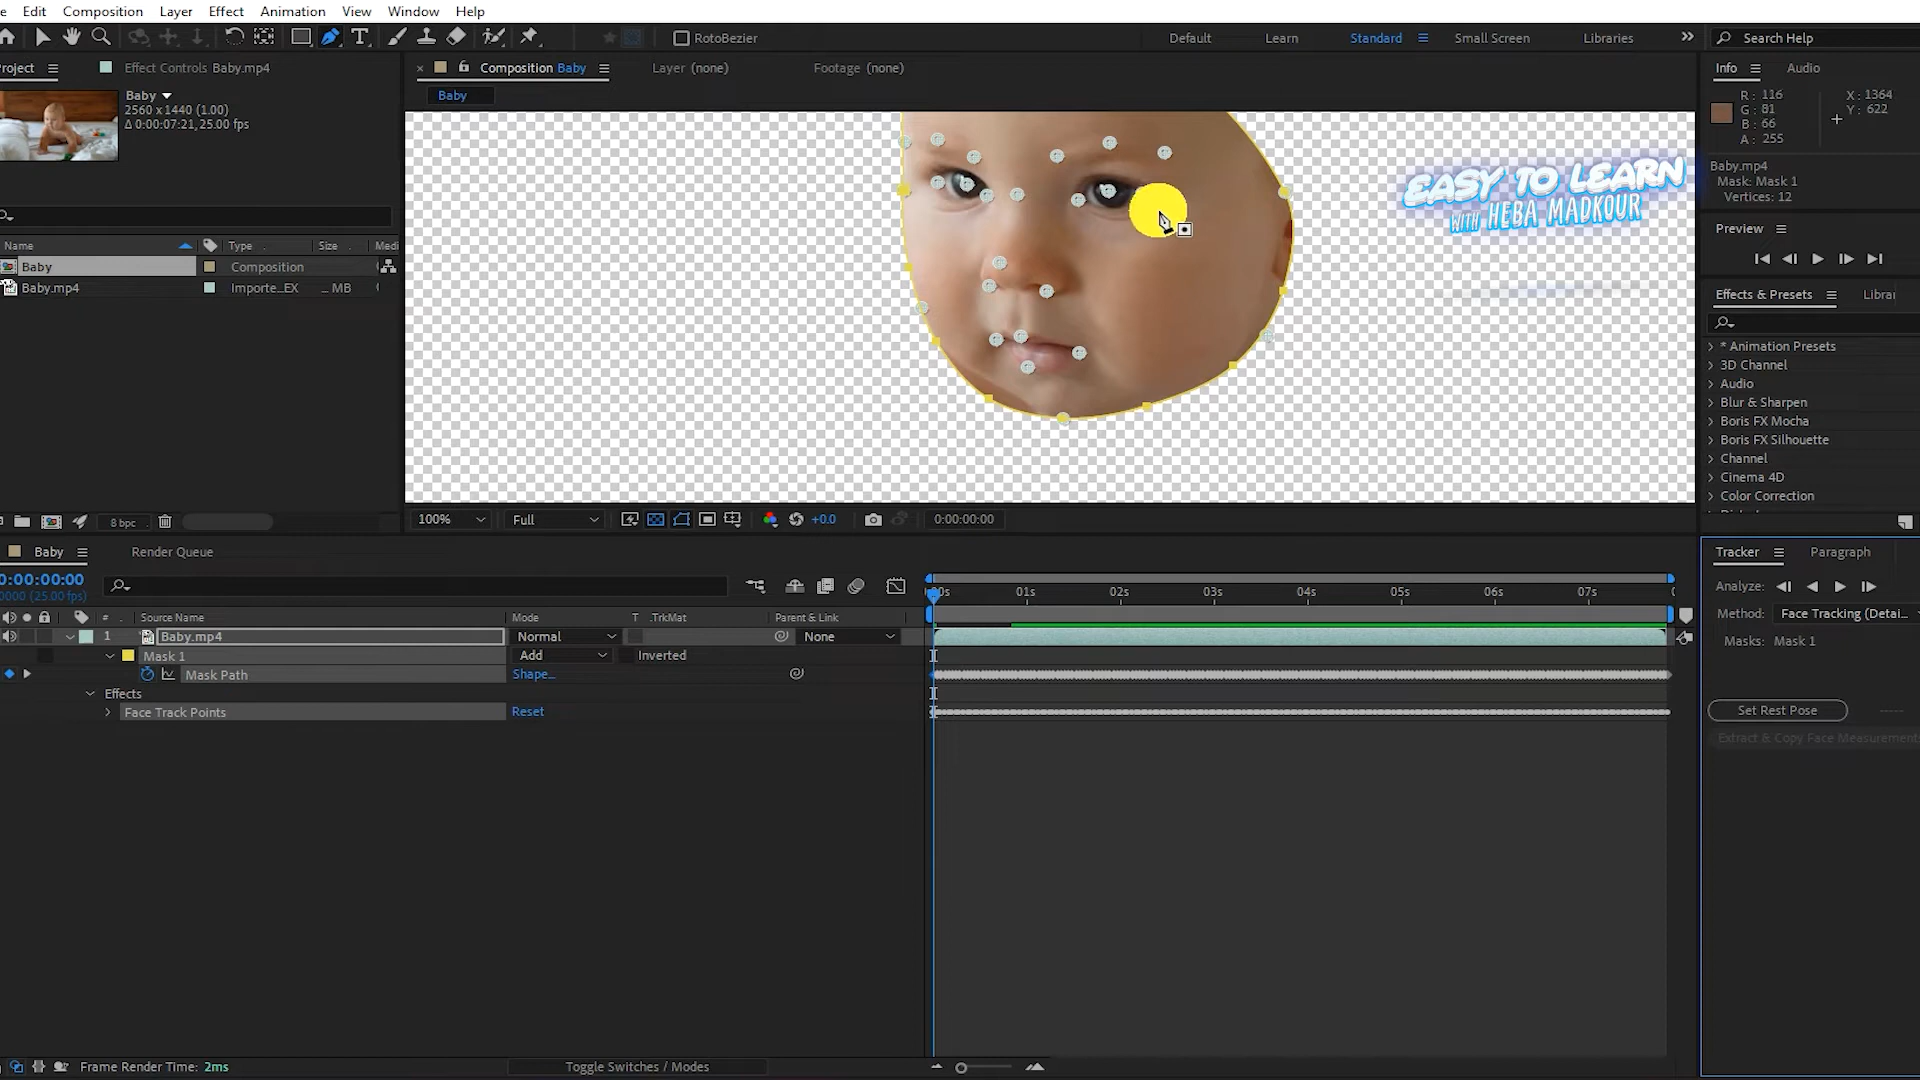 Edit Composition Layer Effect Animation View Window Help
RotoBezier
Default Learn Standard Small Screen Libraries Search Help
Project Effect Controls Baby.mp4
Composition Baby Layer (none) Footage (none)
Info Audio
Baby
2560 x 1440 (1.00)
Δ 0:00:07:21, 25.00 fps
Baby
R: 116 X: 1364
G: 81 Y: 622
B: 66
A: 255
Baby.mp4
Mask: Mask 1
Vertices: 12
EASY TO LEARN
WITH HEBA MADKOUR
Preview
Name Type Size Medi
Baby Composition
Baby.mp4 Importe...EX ... MB
Effects & Presets Librar
* Animation Presets
3D Channel
Audio
Blur & Sharpen
Boris FX Mocha
Boris FX Silhouette
Channel
Cinema 4D
Color Correction
8 bpc
100% Full +0.0 0:00:00:00
Baby Render Queue
Tracker Paragraph
0:00:00:00
0000 (25.00 fps)
Analyze:
:00s 01s 02s 03s 04s 05s 06s 07s
Method: Face Tracking (Detai...
Masks: Mask 1
# Source Name Mode T .TrkMat Parent & Link
1 Baby.mp4 Normal None
Mask 1 Add Inverted
Mask Path Shape...
Effects
Face Track Points Reset
Set Rest Pose
Extract & Copy Face Measurements
Frame Render Time: 2ms Toggle Switches / Modes